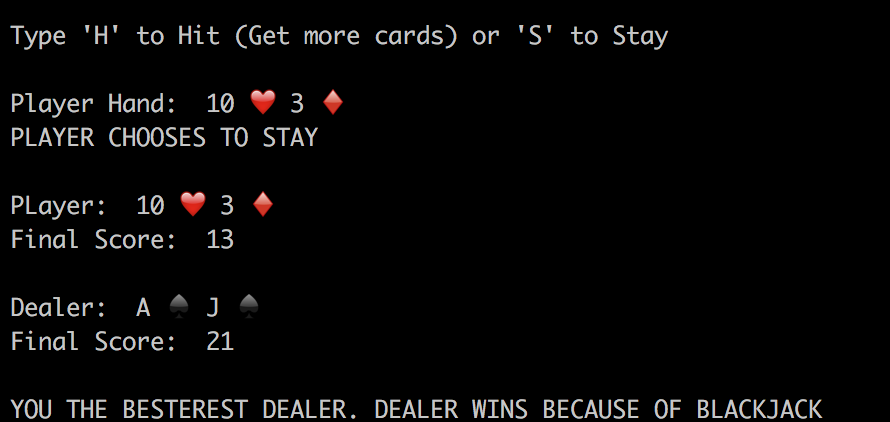 Type 'H' to Hit (Get more cards) or 'S' to Stay
Player Hand:  10 ♥️ 3 ♦️
PLAYER CHOOSES TO STAY
PLayer:  10 ♥️ 3 ♦️
Final Score:  13
Dealer:  A ♠️ J ♠️
Final Score:  21
YOU THE BESTEREST DEALER. DEALER WINS BECAUSE OF BLACKJACK